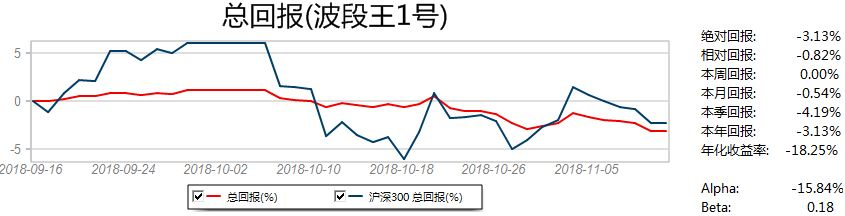 总回报(波段王1号)
5
0
-5
2018-09-16 2018-09-24 2018-10-02 2018-10-10 2018-10-18 2018-10-26 2018-11-05
总回报(%) 沪深300 总回报(%)
绝对回报: -3.13%
相对回报: -0.82%
本周回报: 0.00%
本月回报: -0.54%
本季回报: -4.19%
本年回报: -3.13%
年化收益率: -18.25%
Alpha: -15.84%
Beta: 0.18